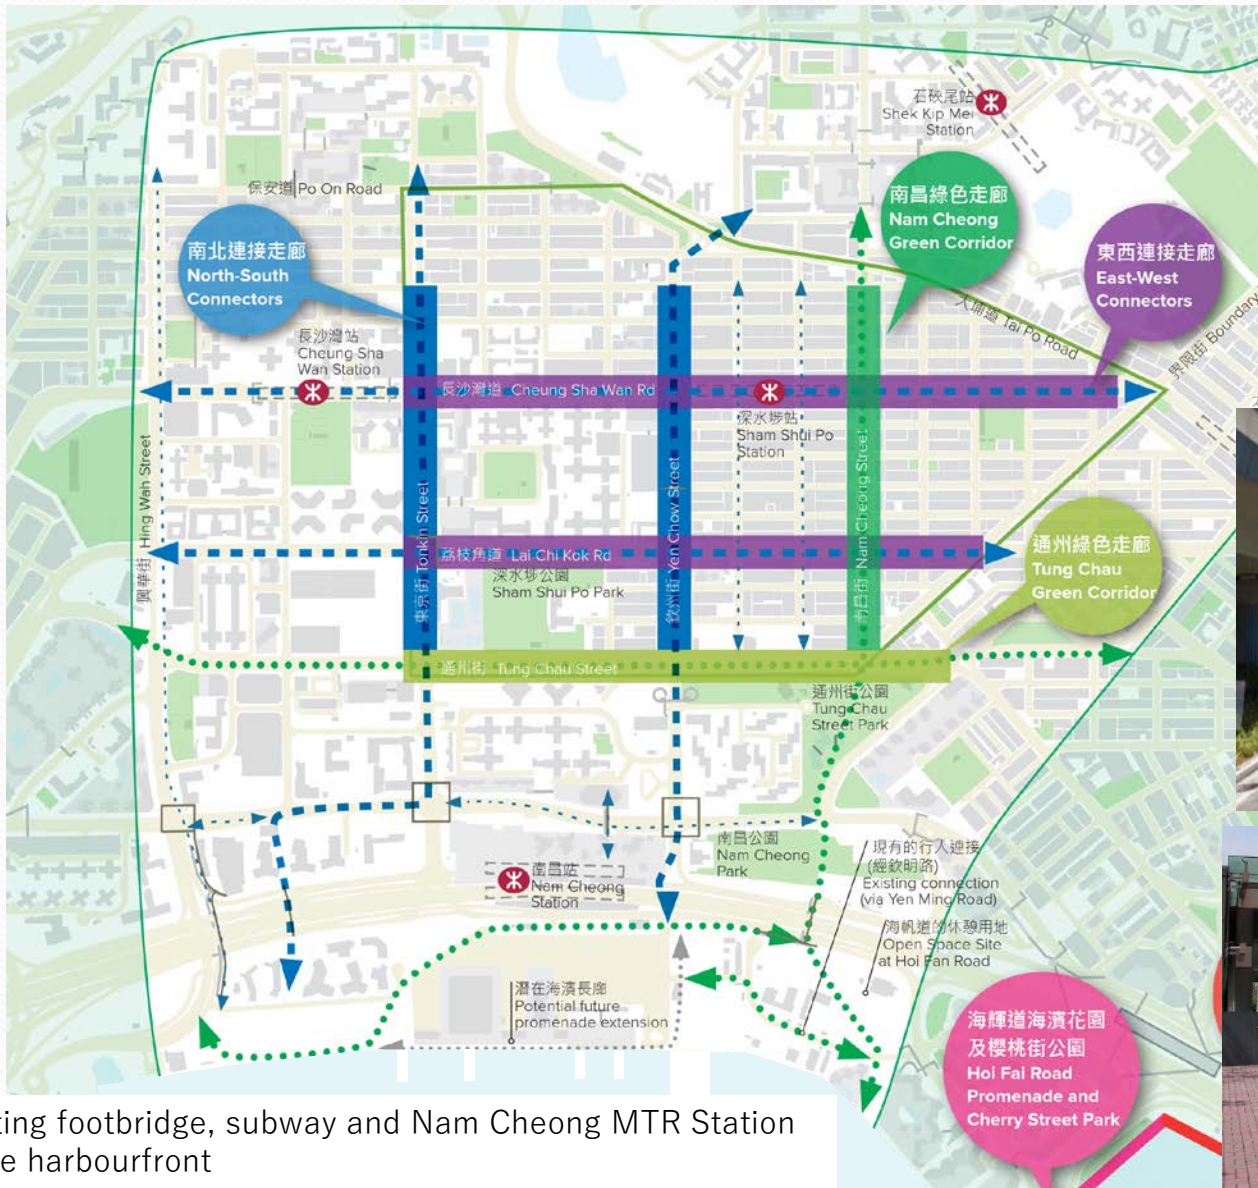 石硤尾站
Shek Kip Mei
Station
保安道 Po On Road
南昌綠色走廊
Nam Cheong
Green Corridor
南北連接走廊
North-South
Connectors
東西連接走廊
East-West
Connectors
大埔道 Tai Po Road
界限街 Boundary
長沙灣站
Cheung Sha
Wan Station
長沙灣道 Cheung Sha Wan Rd
深水埗站
Sham Shui Po
Station
興華街 Hing Wah Street
東京街 Tonkin Street
欽州街 Yen Chow Street
南昌街 Nam Cheong Street
荔枝角道 Lai Chi Kok Rd
深水埗公園
Sham Shui Po Park
通州綠色走廊
Tung Chau
Green Corridor
通州街 Tung Chau Street
通州街公園
Tung Chau
Street Park
南昌公園
Nam Cheong
Park
南昌站
Nam Cheong
Station
現有的行人連接
(經欽明路)
Existing connection
(via Yen Ming Road)
海帆道的休憩用地
Open Space Site
at Hoi Fan Road
潛在海濱長廊
Potential future
promenade extension
海輝道海濱花園
及櫻桃街公園
Hoi Fai Road
Promenade and
Cherry Street Park
ting footbridge, subway and Nam Cheong MTR Station
e harbourfront